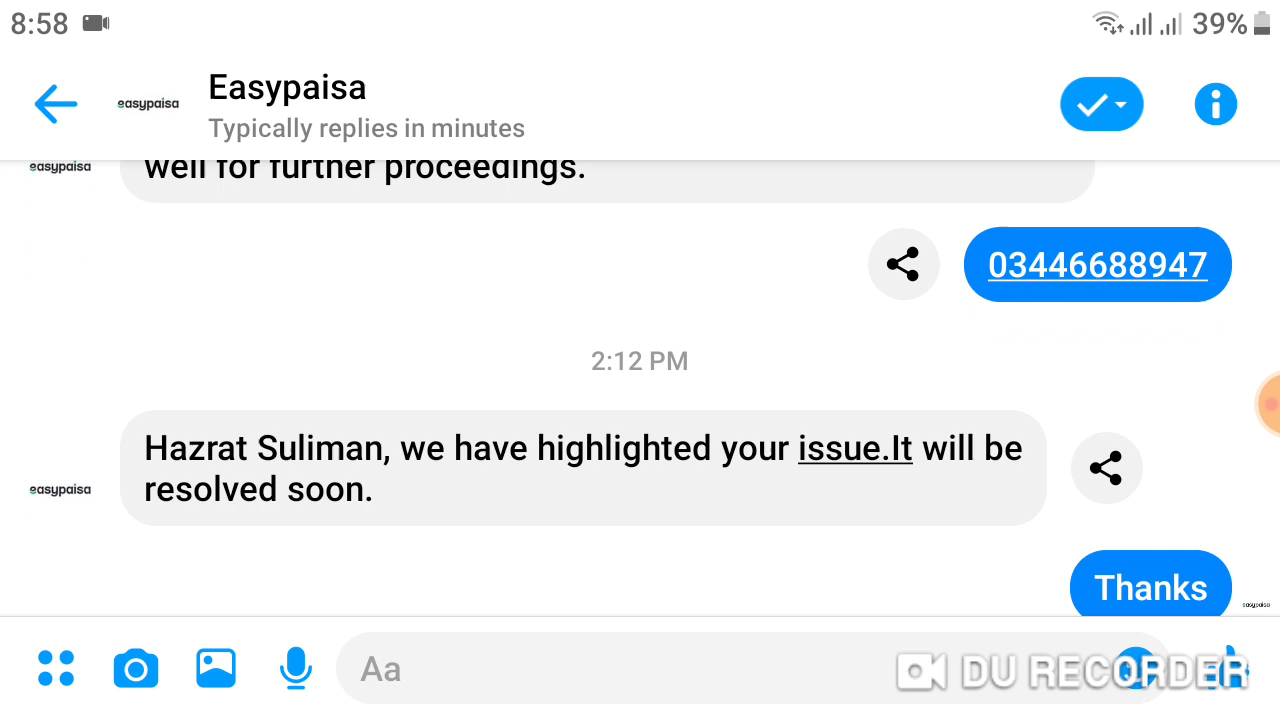 8:58
39%
easypaisa
Easypaisa
Typically replies in minutes
easypaisa
well for further proceedings.
03446688947
2:12 PM
Hazrat Suliman, we have highlighted your issue.It will be
resolved soon.
easypaisa
Thanks
easypaisa
Aa
DU RECORDER